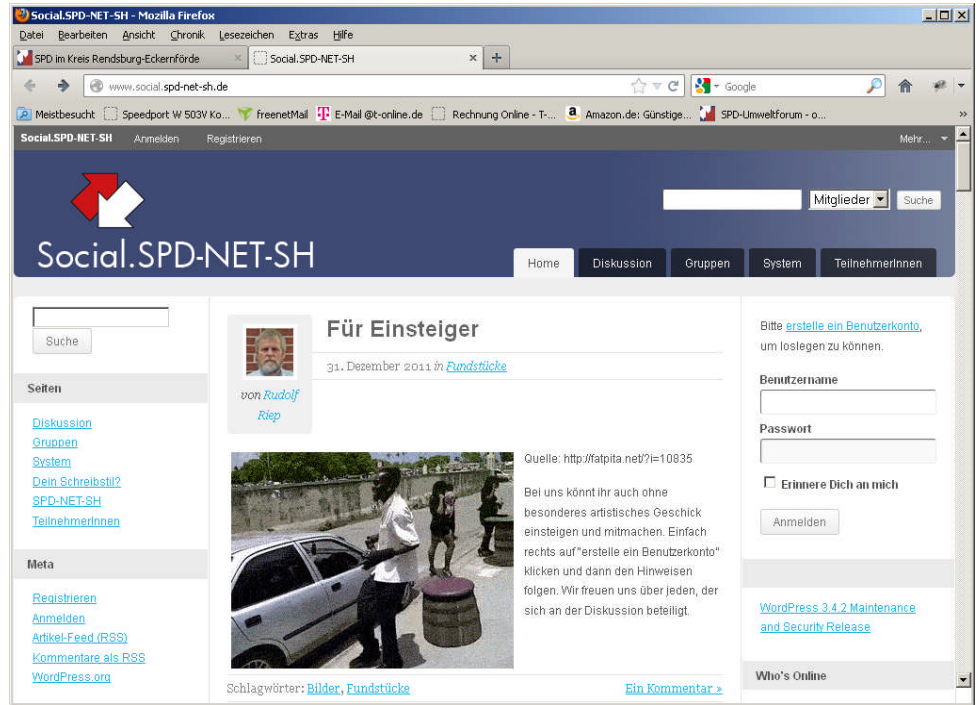 Social.SPD-NET-SH - Mozilla Firefox
Datei Bearbeiten Ansicht Chronik Lesezeichen Extras Hilfe
SPD im Kreis Rendsburg-Eckernförde
Social.SPD-NET-SH
www.social.spd-net-sh.de
Google
Meistbesucht Speedport W 503V Ko... freenetMail E-Mail @t-online.de Rechnung Online - T-... Amazon.de: Günstige... SPD-Umweltforum - o...
Social.SPD-NET-SH Anmelden Registrieren Mehr...
Mitglieder Suche
Social.SPD-NET-SH
Home Diskussion Gruppen System TeilnehmerInnen
Suche
Seiten
Diskussion
Gruppen
System
Dein Schreibstil?
SPD-NET-SH
TeilnehmerInnen
Meta
Registrieren
Anmelden
Artikel-Feed (RSS)
Kommentare als RSS
WordPress.org
von Rudolf
Riep
Für Einsteiger
31. Dezember 2011 in Fundstücke
Quelle: http://fatpita.net/?i=10835
Bei uns könnt ihr auch ohne
besonderes artistisches Geschick
einsteigen und mitmachen. Einfach
rechts auf "erstelle ein Benutzerkonto"
klicken und dann den Hinweisen
folgen. Wir freuen uns über jeden, der
sich an der Diskussion beteiligt.
Schlagwörter: Bilder, Fundstücke
Ein Kommentar »
Bitte erstelle ein Benutzerkonto,
um loslegen zu können.
Benutzername
Passwort
Erinnere Dich an mich
Anmelden
WordPress 3.4.2 Maintenance
and Security Release
Who's Online